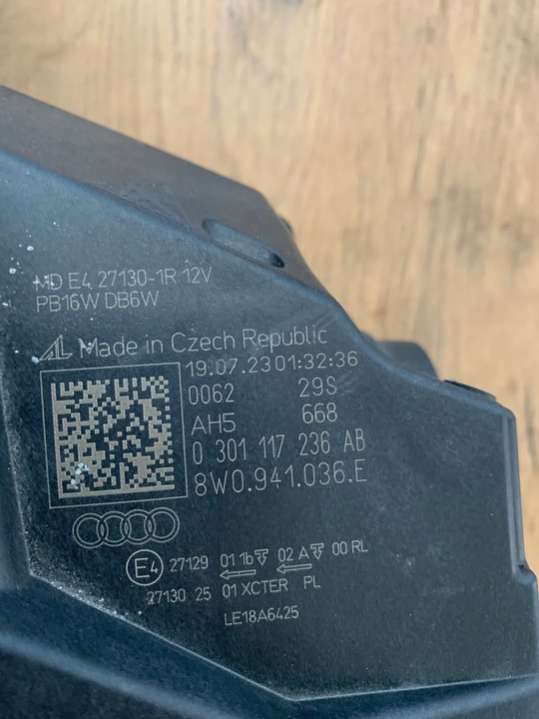 MD E4 27130-1R 12V
PB16W DB6W
AL Made in Czech Republic
19.07.23 01:32:36
0062 29S
AH5 668
0 301 117 236 AB
8W0.941.036.E
E4 27129 01 1b 02 A 00 RL
27130 25 01 XCTER PL
LE18A6425